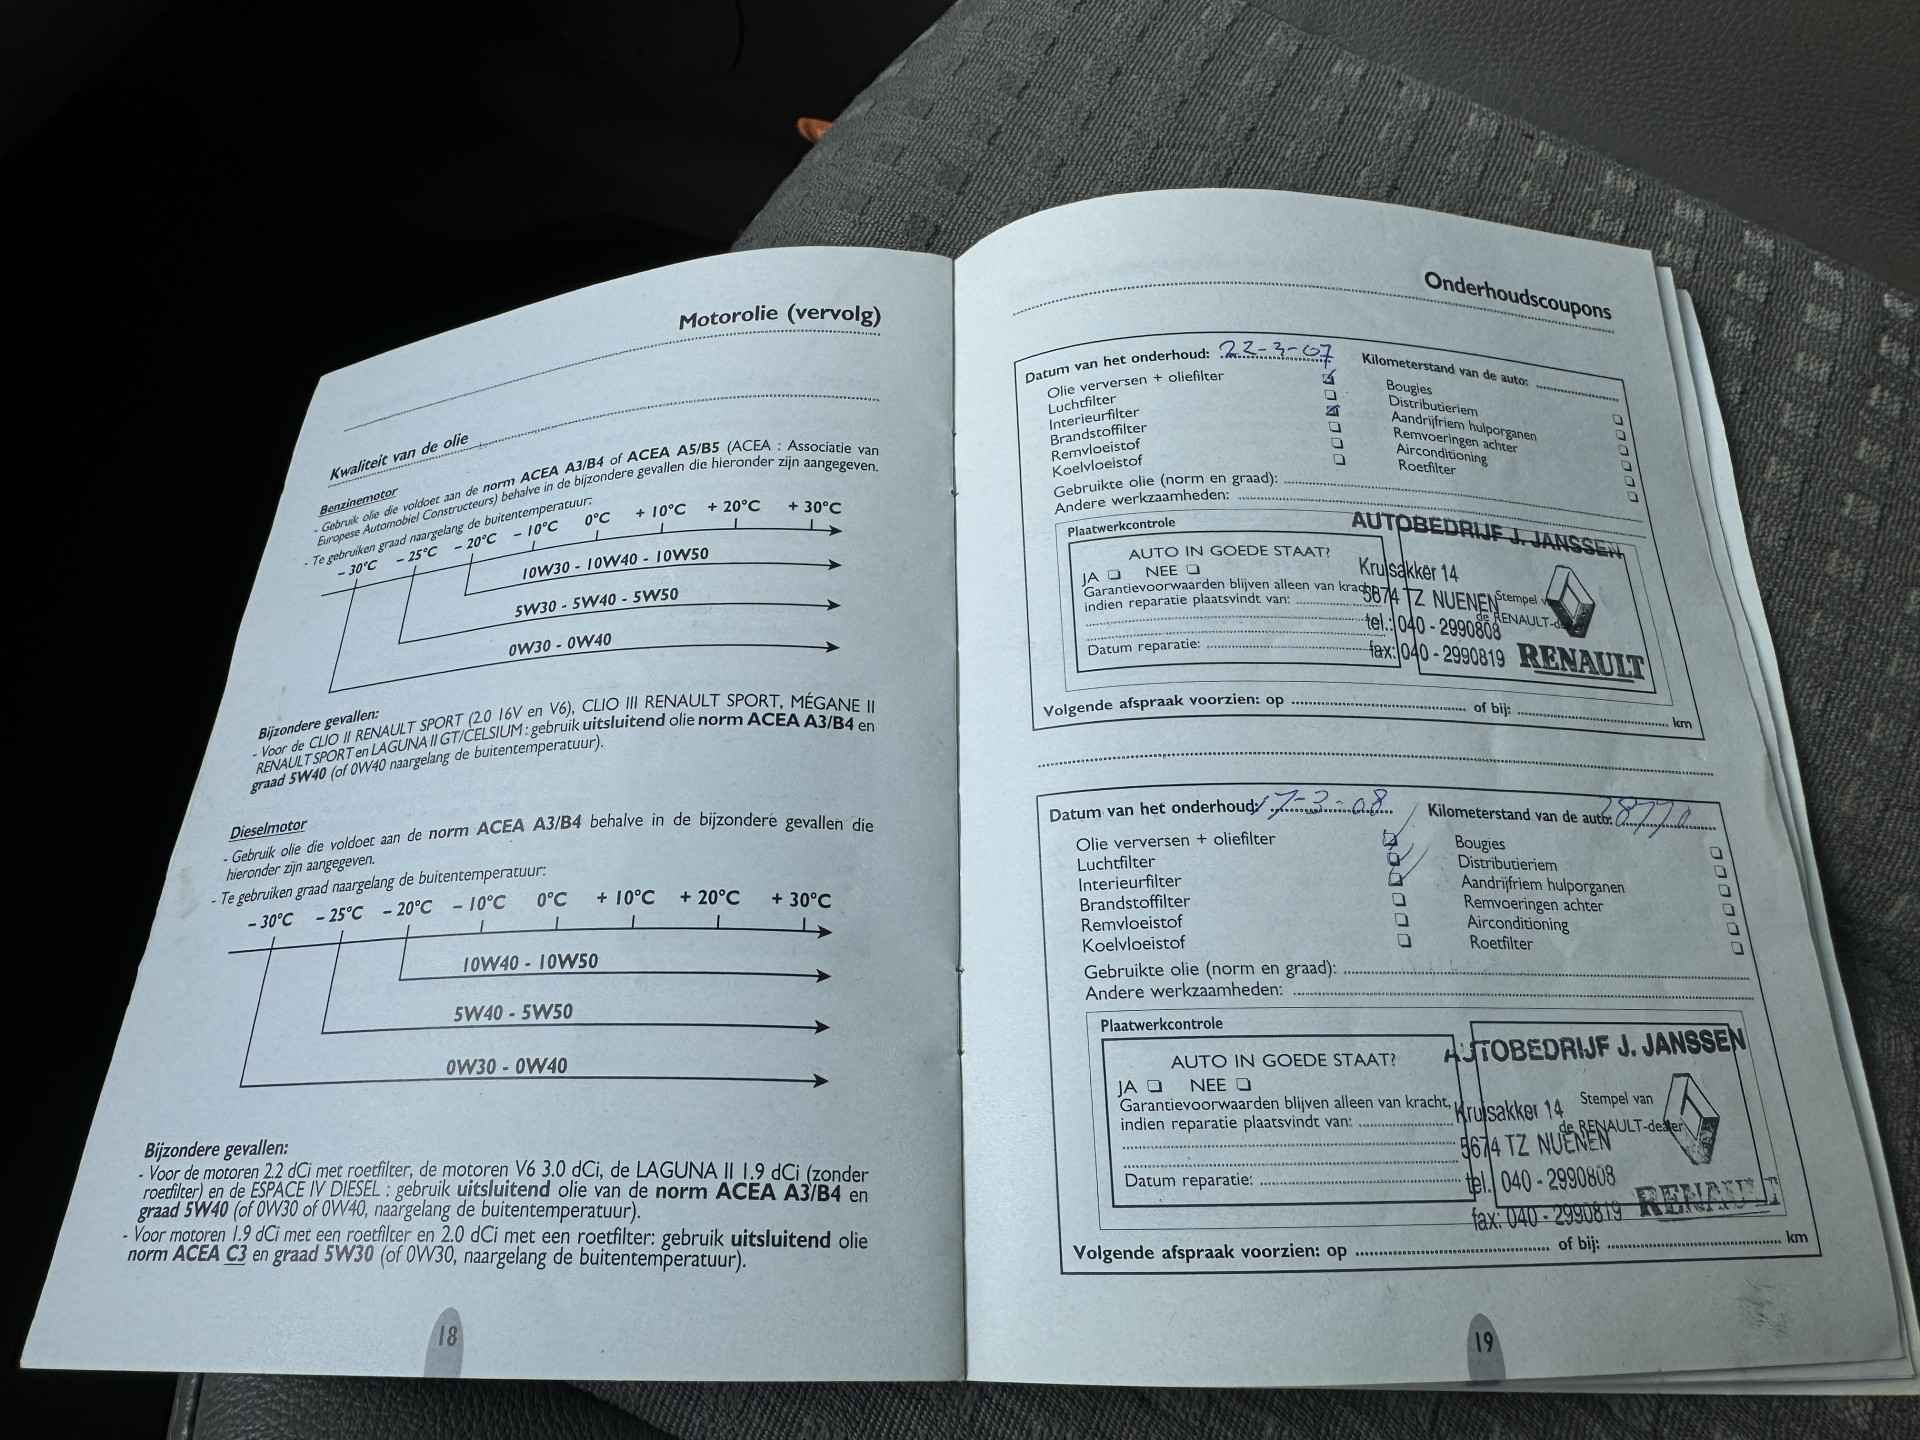 Motorolie (vervolg)
Kwaliteit van de olie
Benzinemotor
- Gebruik olie die voldoet aan de norm ACEA A3/B4 of ACEA A5/B5 (ACEA : Associatie van
Europese Automobiel Constructeurs) behalve in de bijzondere gevallen die hieronder zijn aangegeven.
- Te gebruiken graad naargelang de buitentemperatuur:
– 30°C – 25°C – 20°C – 10°C 0°C + 10°C + 20°C + 30°C
10W30 - 10W40 - 10W50
5W30 - 5W40 - 5W50
0W30 - 0W40
Bijzondere gevallen:
- Voor de CLIO II RENAULT SPORT (2.0 16V en V6), CLIO III RENAULT SPORT, MÉGANE II
RENAULT SPORT en LAGUNA II GT/CELSIUM : gebruik uitsluitend olie norm ACEA A3/B4 en
graad 5W40 (of 0W40 naargelang de buitentemperatuur).
Dieselmotor
- Gebruik olie die voldoet aan de norm ACEA A3/B4 behalve in de bijzondere gevallen die
hieronder zijn aangegeven.
- Te gebruiken graad naargelang de buitentemperatuur:
– 30°C – 25°C – 20°C – 10°C 0°C + 10°C + 20°C + 30°C
10W40 - 10W50
5W40 - 5W50
0W30 - 0W40
Bijzondere gevallen:
- Voor de motoren 2.2 dCi met roetfilter, de motoren V6 3.0 dCi, de LAGUNA II 1.9 dCi (zonder
roetfilter) en de ESPACE IV DIESEL : gebruik uitsluitend olie van de norm ACEA A3/B4 en
graad 5W40 (of 0W30 of 0W40, naargelang de buitentemperatuur).
- Voor motoren 1.9 dCi met een roetfilter en 2.0 dCi met een roetfilter: gebruik uitsluitend olie
norm ACEA C3 en graad 5W30 (of 0W30, naargelang de buitentemperatuur).
18
Onderhoudscoupons
Datum van het onderhoud: 22-3-07 Kilometerstand van de auto:
Olie verversen + oliefilter Bougies
Luchtfilter Distributieriem
Interieurfilter Aandrijfriem hulporganen
Brandstoffilter Remvoeringen achter
Remvloeistof Airconditioning
Koelvloeistof Roetfilter
Gebruikte olie (norm en graad):
Andere werkzaamheden:
Plaatwerkcontrole
AUTO IN GOEDE STAAT?
JA NEE
Garantievoorwaarden blijven alleen van kracht,
indien reparatie plaatsvindt van:
Datum reparatie:
AUTOBEDRIJF J. JANSSEN
Kruisakker 14
5674 TZ NUENEN
Stempel van
de RENAULT-dealer
tel.: 040 - 2990808
fax: 040 - 2990819 RENAULT
Volgende afspraak voorzien: op of bij: km
Datum van het onderhoud: 17-3-08 Kilometerstand van de auto:
Olie verversen + oliefilter Bougies
Luchtfilter Distributieriem
Interieurfilter Aandrijfriem hulporganen
Brandstoffilter Remvoeringen achter
Remvloeistof Airconditioning
Koelvloeistof Roetfilter
Gebruikte olie (norm en graad):
Andere werkzaamheden:
Plaatwerkcontrole
AUTO IN GOEDE STAAT?
JA NEE
Garantievoorwaarden blijven alleen van kracht,
indien reparatie plaatsvindt van:
Datum reparatie:
AUTOBEDRIJF J. JANSSEN
Kruisakker 14
Stempel van
de RENAULT-dealer
5674 TZ NUENEN
tel.: 040 - 2990808
fax: 040 - 2990819 RENAULT
Volgende afspraak voorzien: op of bij: km
19